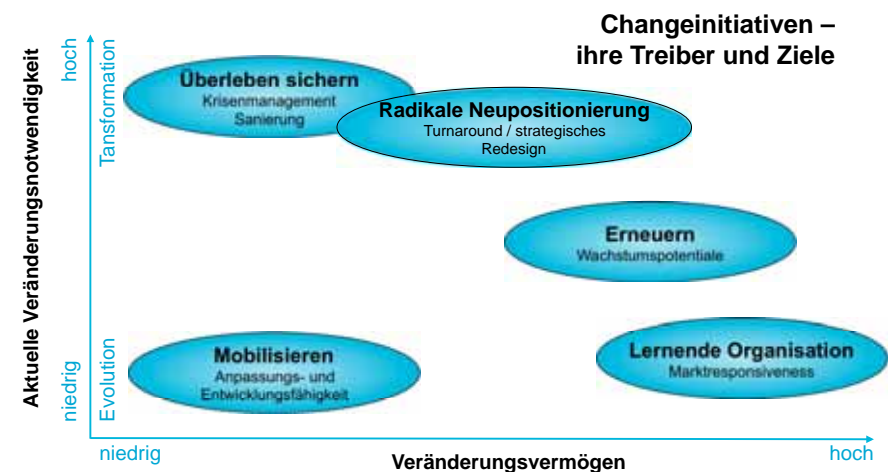 Changeinitiativen –
ihre Treiber und Ziele
Aktuelle Veränderungsnotwendigkeit
hoch
Tansformation
Überleben sichern
Krisenmanagement
Sanierung
Radikale Neupositionierung
Turnaround / strategisches
Redesign
Erneuern
Wachstumspotentiale
niedrig
Evolution
Mobilisieren
Anpassungs- und
Entwicklungsfähigkeit
Lernende Organisation
Marktresponsiveness
niedrig
Veränderungsvermögen
hoch